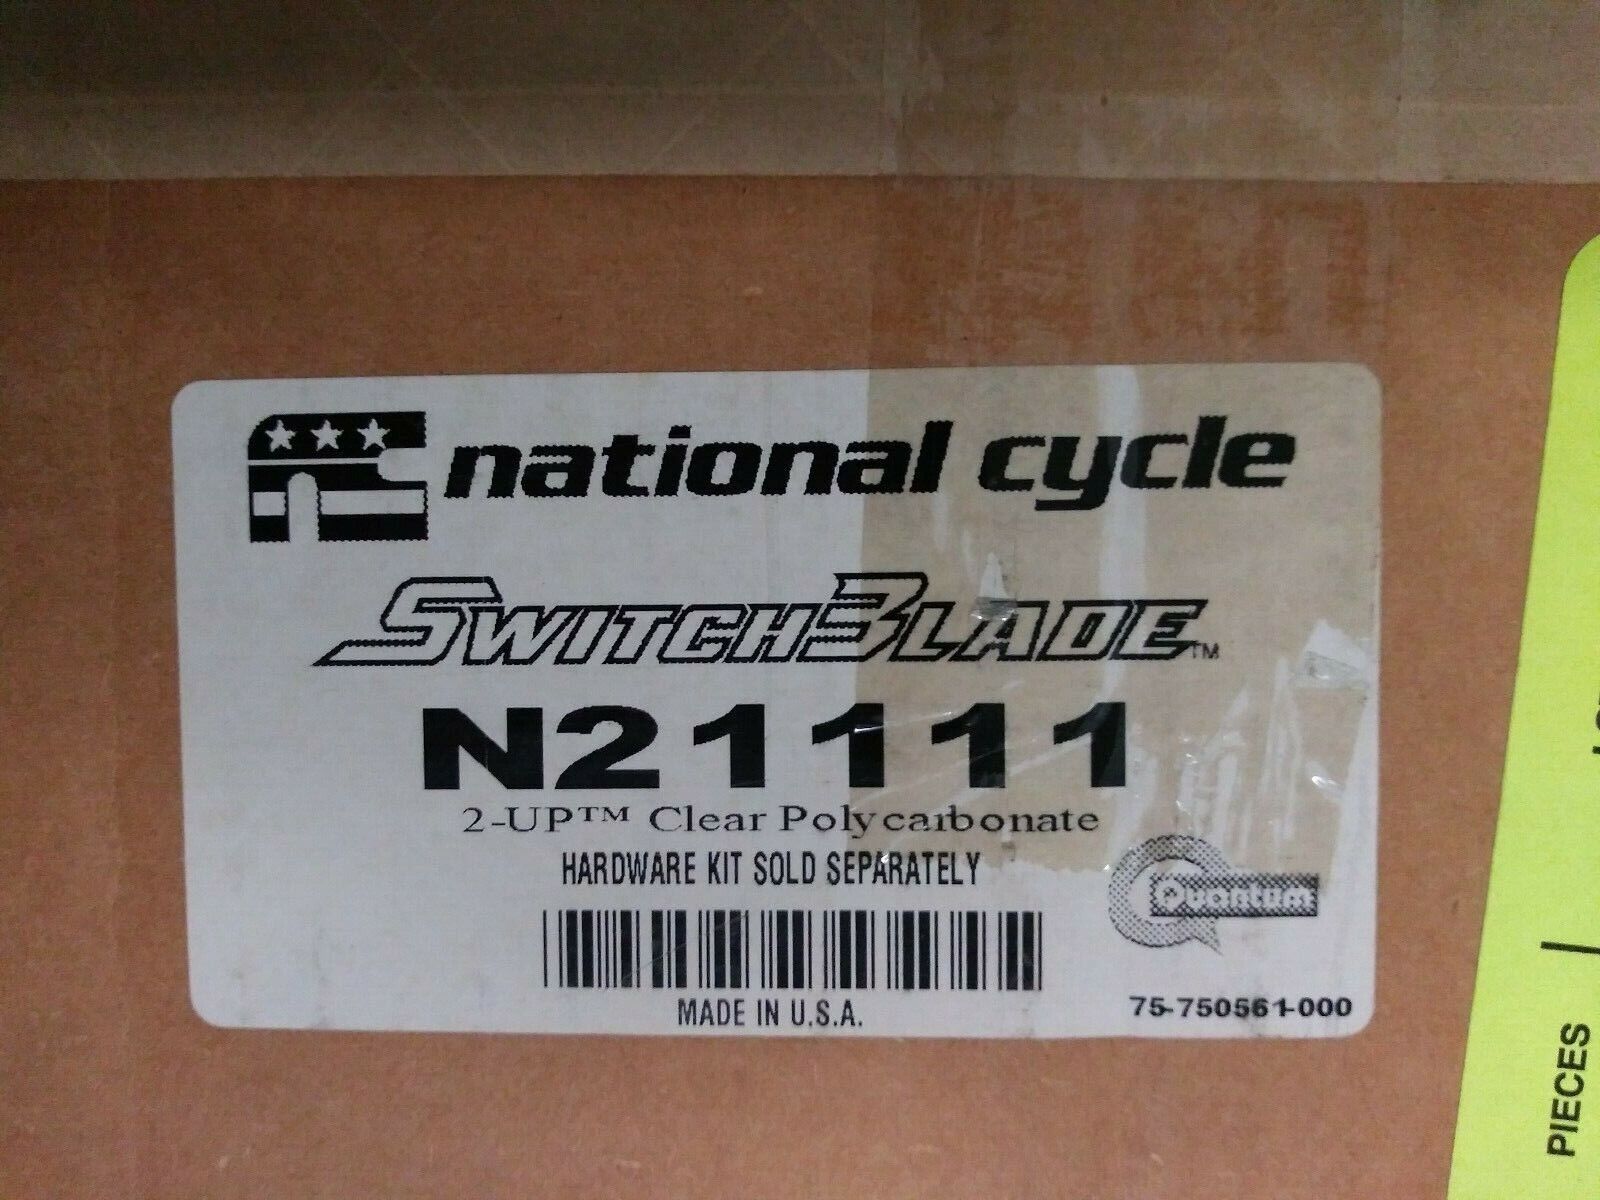 national cycle
SWITCHBLADE™
N21111
2-UP™ Clear Polycarbonate
HARDWARE KIT SOLD SEPARATELY
Quantum
MADE IN U.S.A.
75-750561-000
PIECES